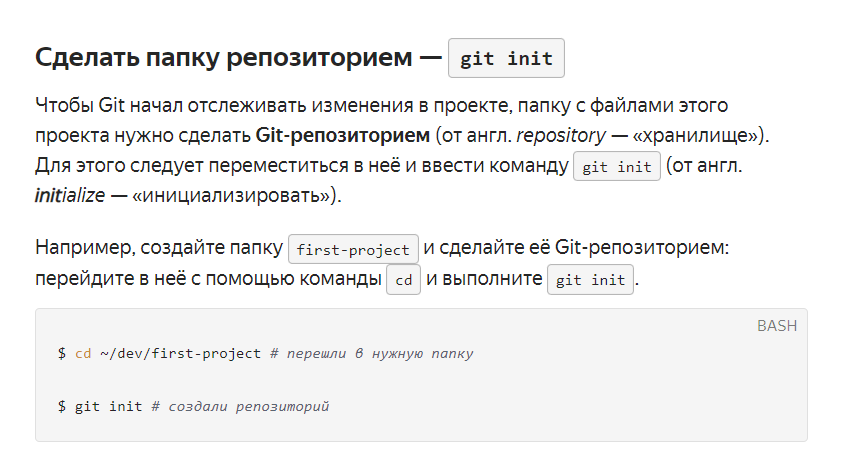 Сделать папку репозиторием — git init
Чтобы Git начал отслеживать изменения в проекте, папку с файлами этого
проекта нужно сделать Git-репозиторием (от англ. repository — «хранилище»).
Для этого следует переместиться в неё и ввести команду git init (от англ.
initialize — «инициализировать»).
Например, создайте папку first-project и сделайте её Git-репозиторием:
перейдите в неё с помощью команды cd и выполните git init.
BASH
$ cd ~/dev/first-project # перешли в нужную папку
$ git init # создали репозиторий